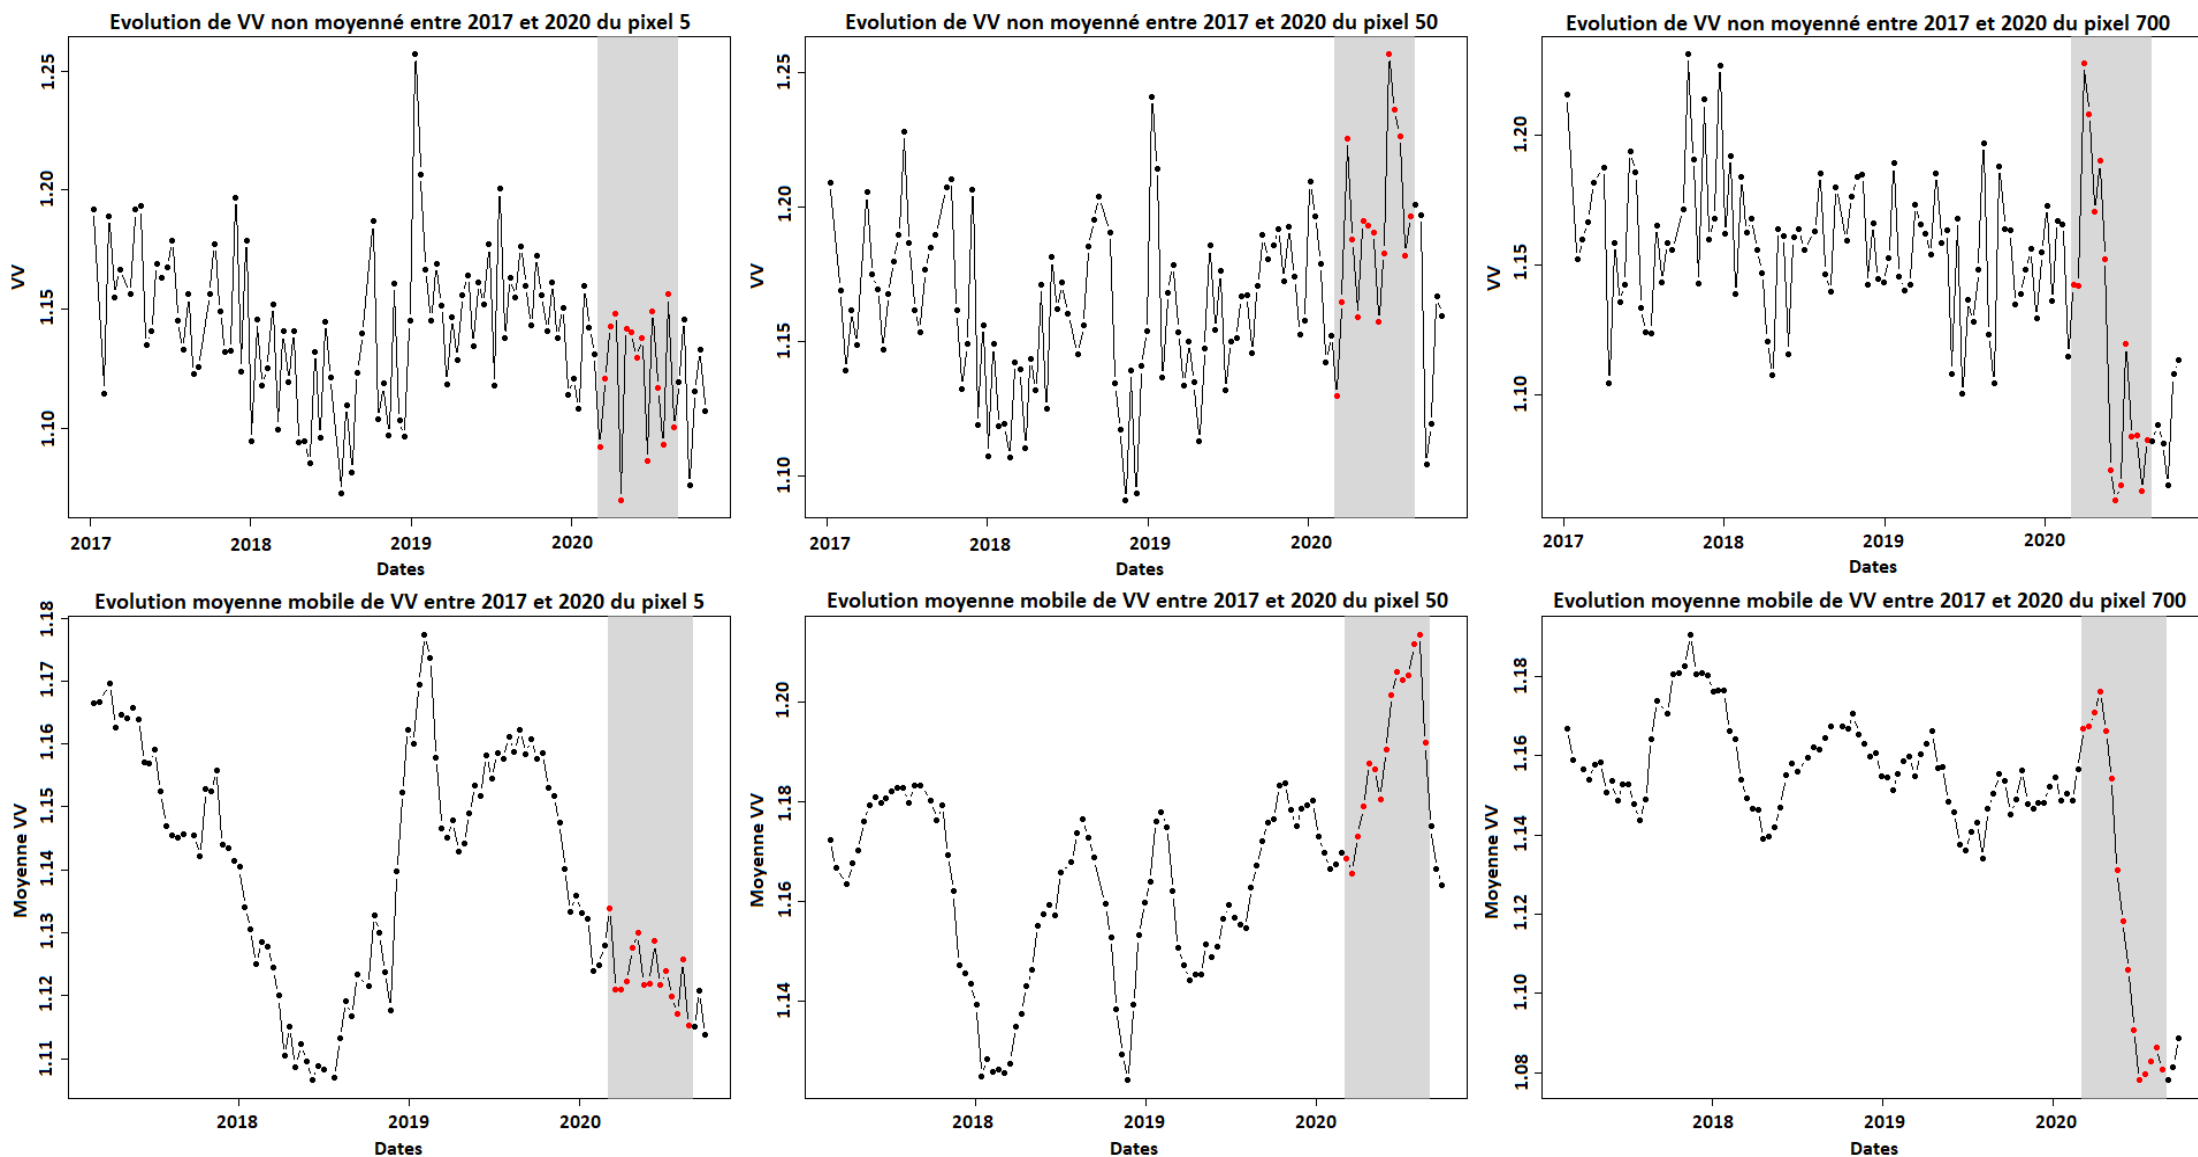 Evolution de VV non moyenné entre 2017 et 2020 du pixel 5
VV
1.10 1.15 1.20 1.25
2017 2018 2019 2020
Dates
Evolution de VV non moyenné entre 2017 et 2020 du pixel 50
VV
1.10 1.15 1.20 1.25
2017 2018 2019 2020
Dates
Evolution de VV non moyenné entre 2017 et 2020 du pixel 700
VV
1.10 1.15 1.20
2017 2018 2019 2020
Dates
Evolution moyenne mobile de VV entre 2017 et 2020 du pixel 5
Moyenne VV
1.11 1.12 1.13 1.14 1.15 1.16 1.17 1.18
2018 2019 2020
Dates
Evolution moyenne mobile de VV entre 2017 et 2020 du pixel 50
Moyenne VV
1.14 1.16 1.18 1.20
2018 2019 2020
Dates
Evolution moyenne mobile de VV entre 2017 et 2020 du pixel 700
Moyenne VV
1.08 1.10 1.12 1.14 1.16 1.18
2018 2019 2020
Dates